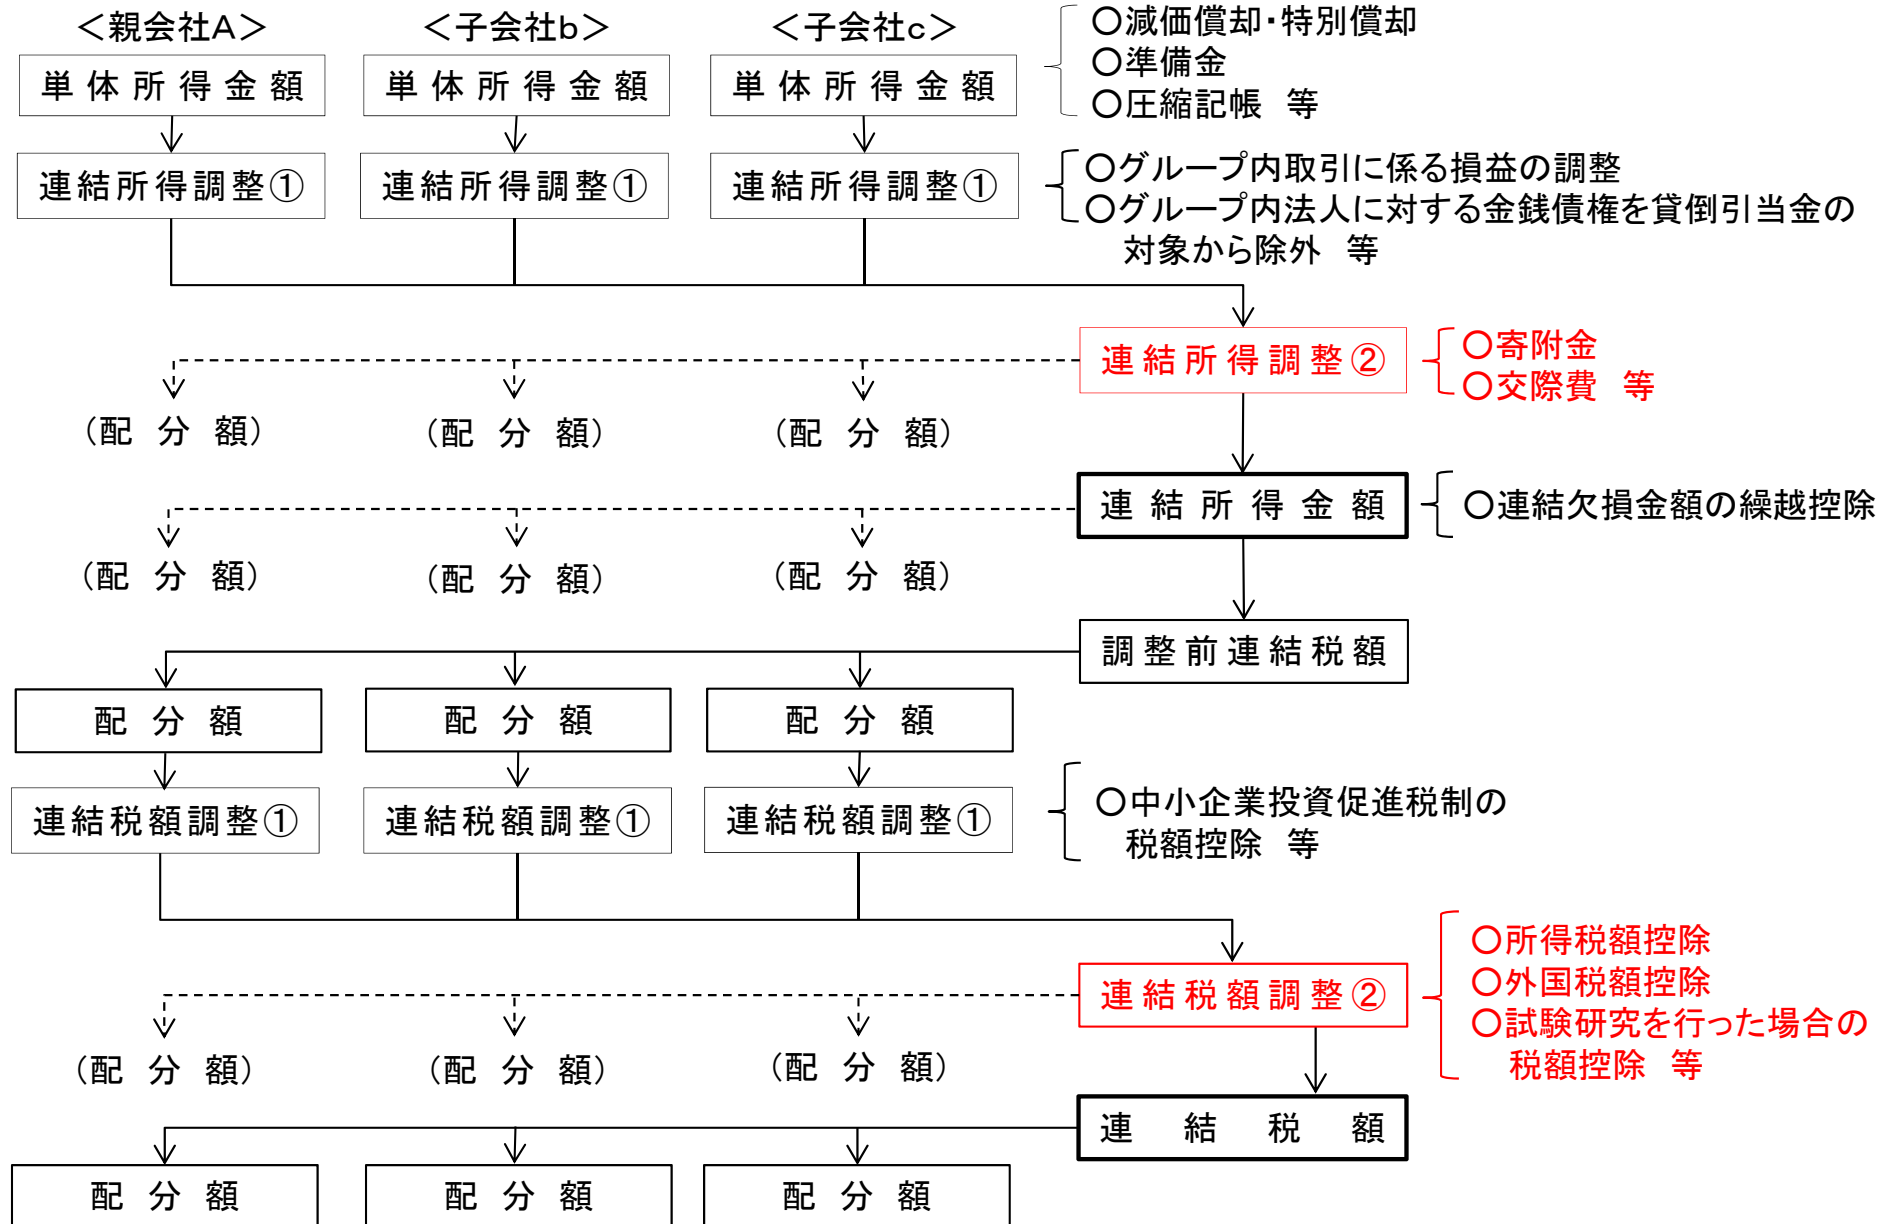 ＜親会社A＞ ＜子会社b＞ ＜子会社c＞
○減価償却・特別償却
単体所得金額 単体所得金額 単体所得金額
○準備金
○圧縮記帳 等
連結所得調整① 連結所得調整① 連結所得調整①
○グループ内取引に係る損益の調整
○グループ内法人に対する金銭債権を貸倒引当金の
対象から除外 等
連結所得調整②
○寄附金
○交際費 等
（配 分 額） （配 分 額） （配 分 額）
連結所得金額
○連結欠損金額の繰越控除
（配 分 額） （配 分 額） （配 分 額）
調整前連結税額
配 分 額 配 分 額 配 分 額
連結税額調整① 連結税額調整① 連結税額調整①
○中小企業投資促進税制の
税額控除 等
連結税額調整②
○所得税額控除
○外国税額控除
○試験研究を行った場合の
税額控除 等
（配 分 額） （配 分 額） （配 分 額）
連結税額
配 分 額 配 分 額 配 分 額